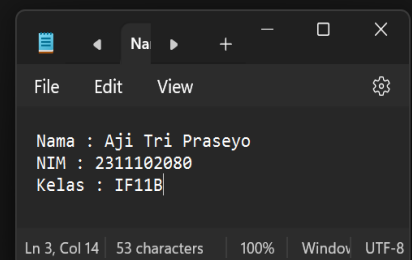 Na
File Edit View
Nama : Aji Tri Praseyo
NIM : 2311102080
Kelas : IF11B
Ln 3, Col 14 53 characters 100% Window UTF-8